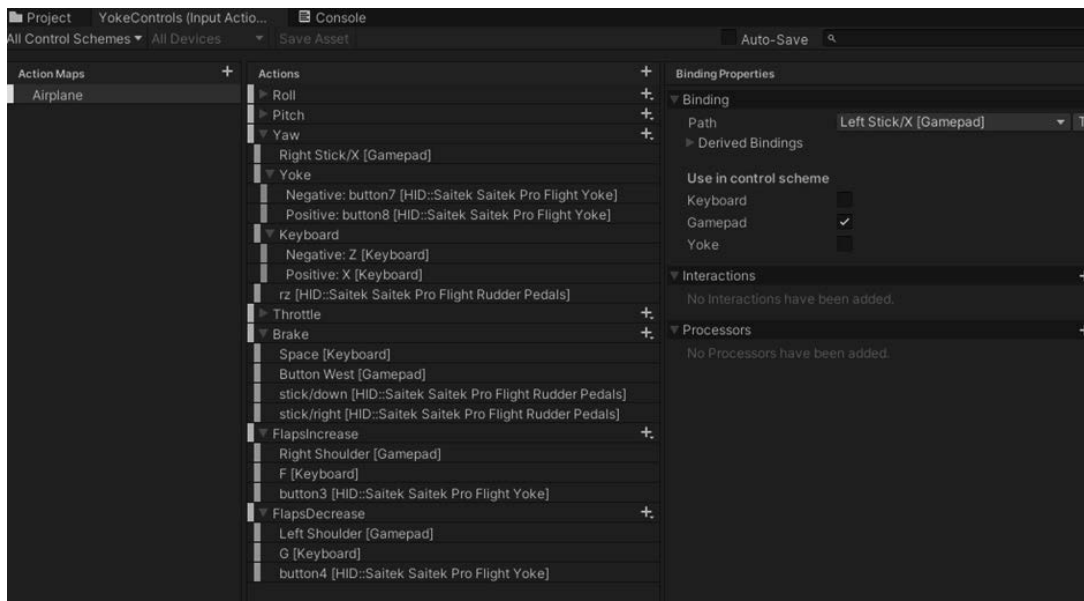 Project YokeControls (Input Actio... Console
All Control Schemes All Devices Save Asset Auto-Save
Action Maps
Airplane
Actions
Roll
Pitch
Yaw
Right Stick/X [Gamepad]
Yoke
Negative: button7 [HID::Saitek Saitek Pro Flight Yoke]
Positive: button8 [HID::Saitek Saitek Pro Flight Yoke]
Keyboard
Negative: Z [Keyboard]
Positive: X [Keyboard]
rz [HID::Saitek Saitek Pro Flight Rudder Pedals]
Throttle
Brake
Space [Keyboard]
Button West [Gamepad]
stick/down [HID::Saitek Saitek Pro Flight Rudder Pedals]
stick/right [HID::Saitek Saitek Pro Flight Rudder Pedals]
FlapsIncrease
Right Shoulder [Gamepad]
F [Keyboard]
button3 [HID::Saitek Saitek Pro Flight Yoke]
FlapsDecrease
Left Shoulder [Gamepad]
G [Keyboard]
button4 [HID::Saitek Saitek Pro Flight Yoke]
Binding Properties
Binding
Path Left Stick/X [Gamepad] T
Derived Bindings
Use in control scheme
Keyboard
Gamepad
Yoke
Interactions
No Interactions have been added.
Processors
No Processors have been added.